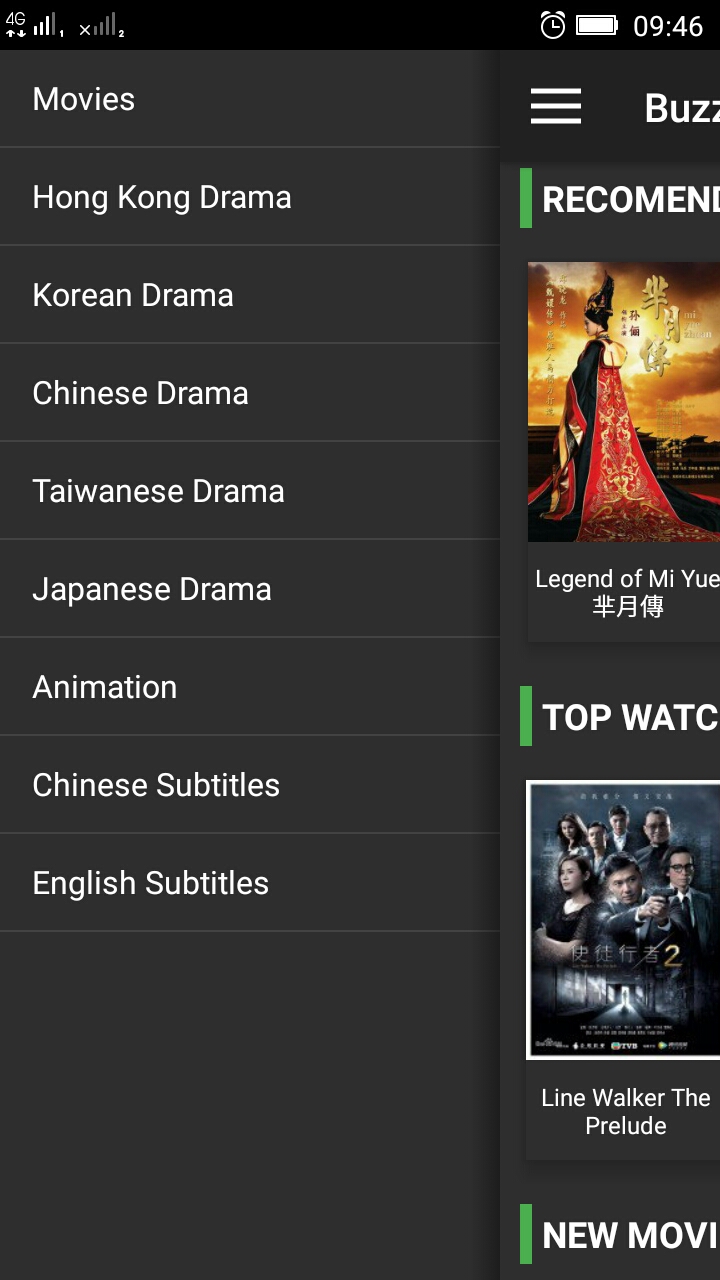 4G
1
2
09:46
Movies
Hong Kong Drama
Korean Drama
Chinese Drama
Taiwanese Drama
Japanese Drama
Animation
Chinese Subtitles
English Subtitles
Buzz
RECOMEND
芈月傳
孙俪
Legend of Mi Yue
羋月傳
TOP WATC
使徒行者2
TVB
Line Walker The
Prelude
NEW MOVI